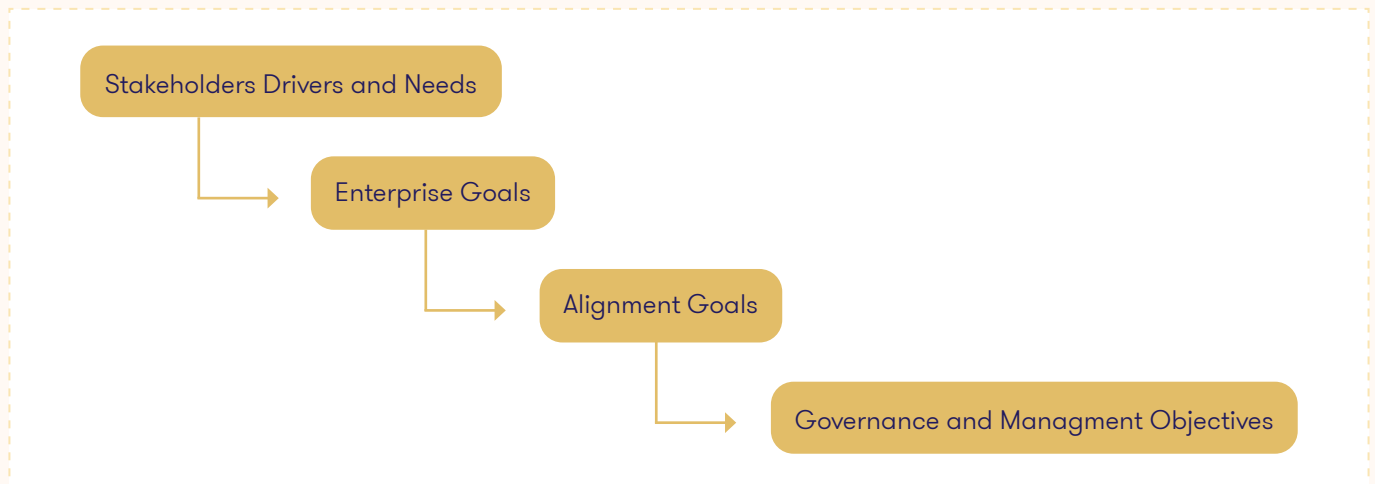 Stakeholders Drivers and Needs
Enterprise Goals
Alignment Goals
Governance and Managment Objectives